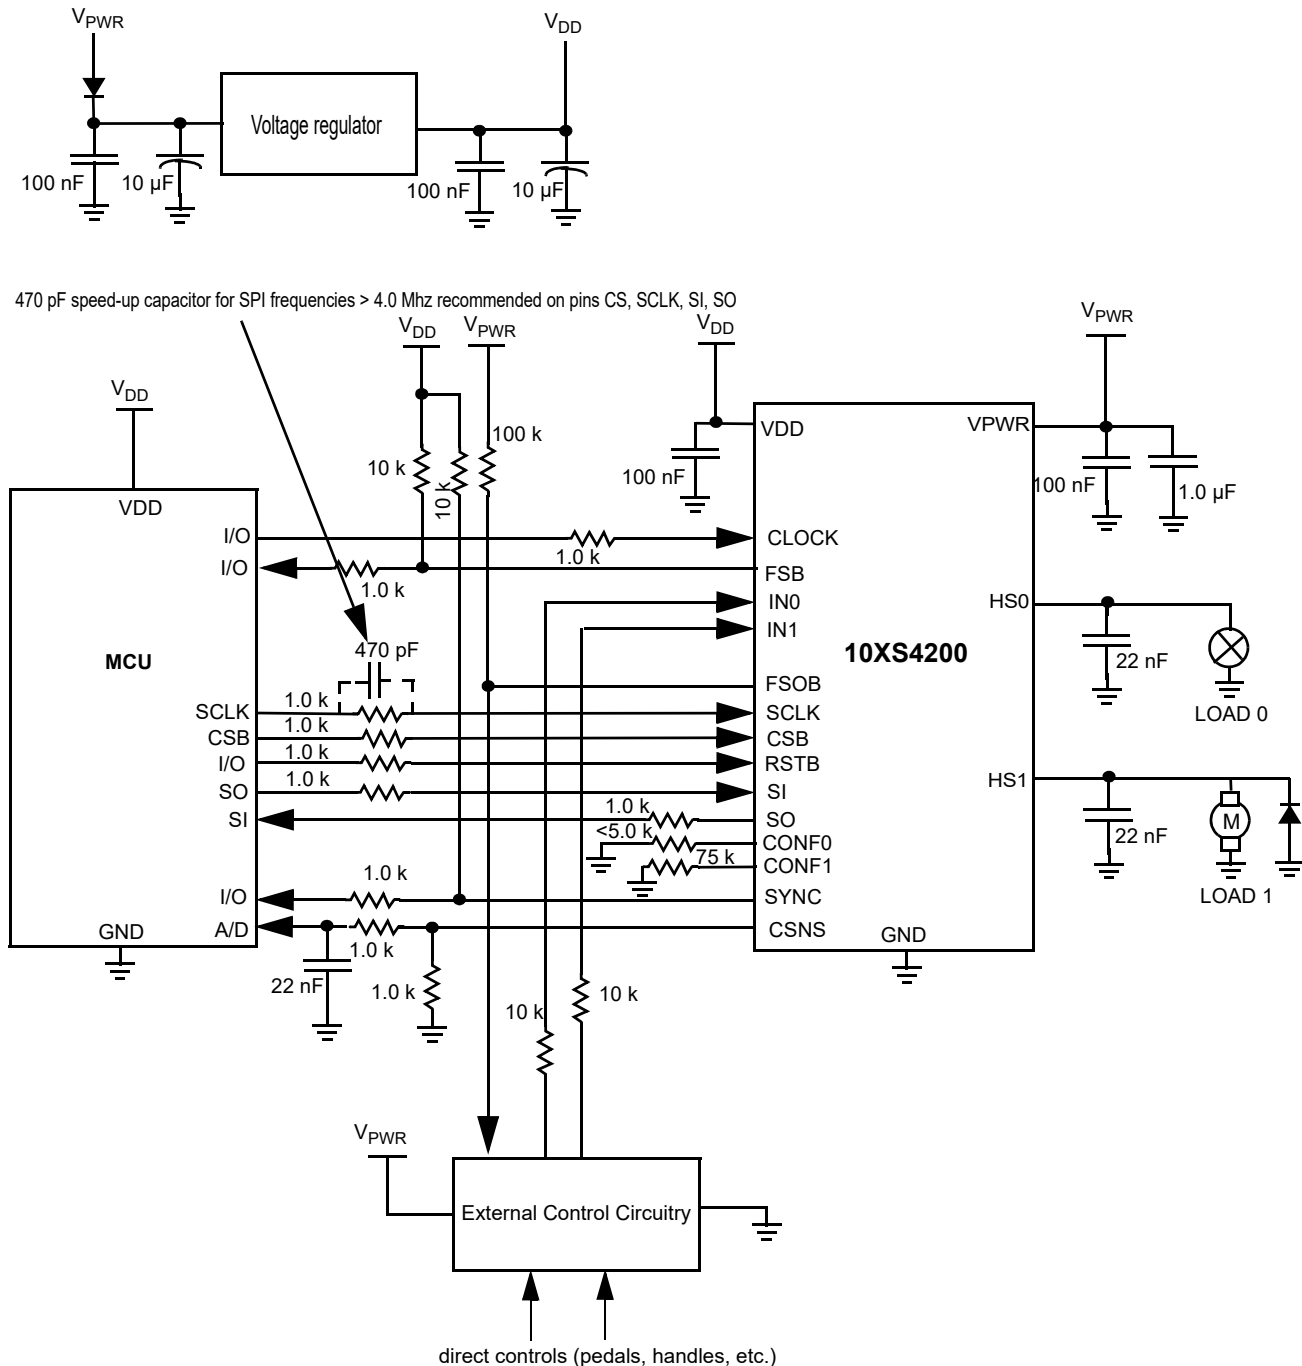 VPWR
VDD
Voltage regulator
100 nF
10 µF
100 nF
10 µF
470 pF speed-up capacitor for SPI frequencies > 4.0 Mhz recommended on pins CS, SCLK, SI, SO
VDD
VPWR
VDD
VPWR
VDD
100 k
10 k
10 k
VDD
100 nF
VPWR
100 nF
1.0 µF
VDD
I/O
1.0 k
CLOCK
I/O
1.0 k
FSB
IN0
HS0
IN1
MCU
470 pF
10XS4200
22 nF
FSOB
LOAD 0
SCLK
1.0 k
SCLK
CSB
1.0 k
CSB
I/O
1.0 k
RSTB
SO
1.0 k
SI
HS1
SI
1.0 k
SO
22 nF
M
<5.0 k
CONF0
75 k
CONF1
LOAD 1
I/O
1.0 k
SYNC
A/D
1.0 k
CSNS
GND
GND
22 nF
1.0 k
10 k
10 k
VPWR
External Control Circuitry
direct controls (pedals, handles, etc.)